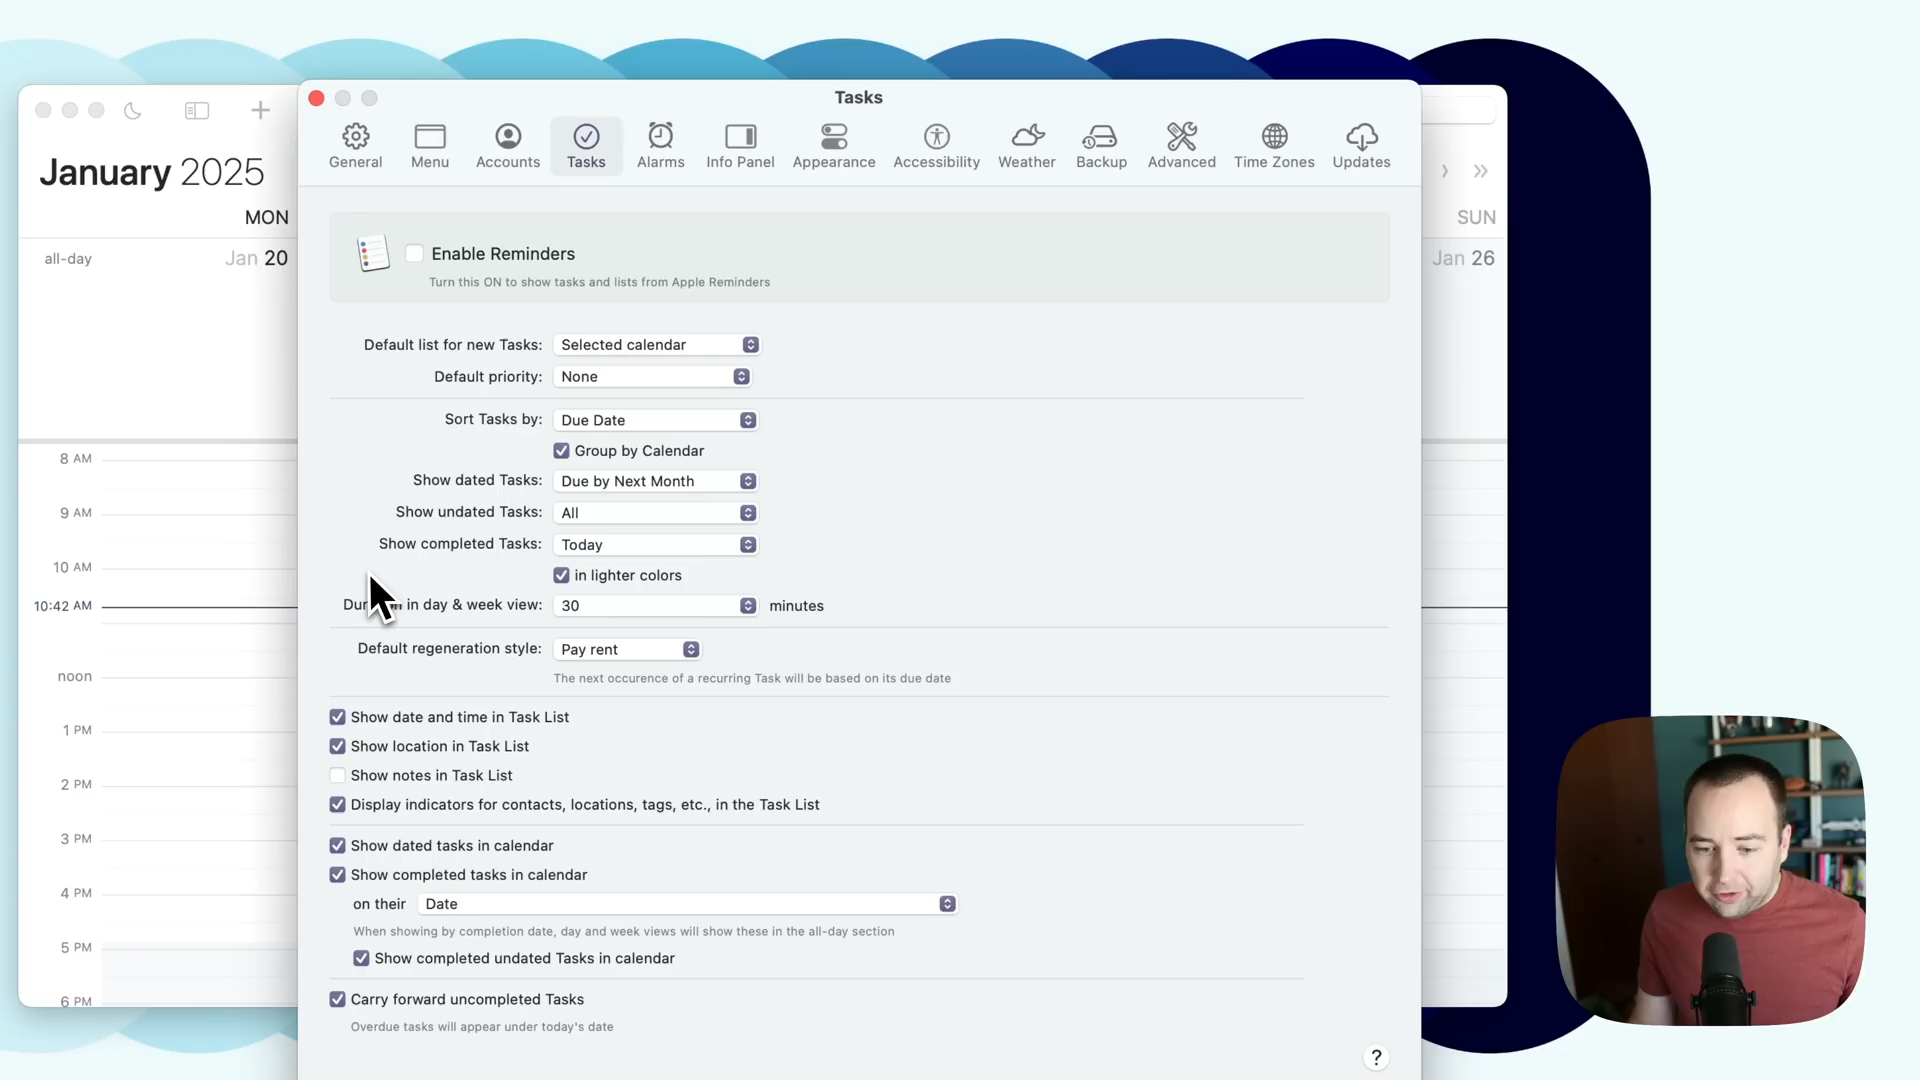 Tasks
General
Menu
Accounts
Tasks
Alarms
Info Panel
Appearance
Accessibility
Weather
Backup
Advanced
Time Zones
Updates
January 2025
MON
SUN
all-day
Jan 20
Jan 26
Enable Reminders
Turn this ON to show tasks and lists from Apple Reminders
Default list for new Tasks: Selected calendar
Default priority: None
Sort Tasks by: Due Date
Group by Calendar
Show dated Tasks: Due by Next Month
Show undated Tasks: All
Show completed Tasks: Today
in lighter colors
in day & week view: 30 minutes
Default regeneration style: Pay rent
The next occurence of a recurring Task will be based on its due date
Show date and time in Task List
Show location in Task List
Show notes in Task List
Display indicators for contacts, locations, tags, etc., in the Task List
Show dated tasks in calendar
Show completed tasks in calendar
on their Date
When showing by completion date, day and week views will show these in the all-day section
Show completed undated Tasks in calendar
Carry forward uncompleted Tasks
Overdue tasks will appear under today's date
?
8 AM
9 AM
10 AM
10:42 AM
noon
1 PM
2 PM
3 PM
4 PM
5 PM
6 PM